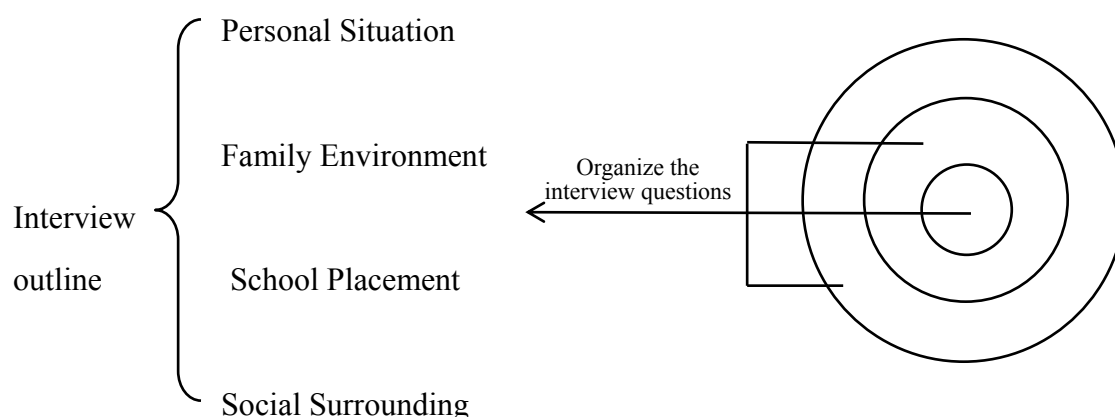 Personal Situation
Family Environment
Organize the
interview questions
Interview
outline
School Placement
Social Surrounding